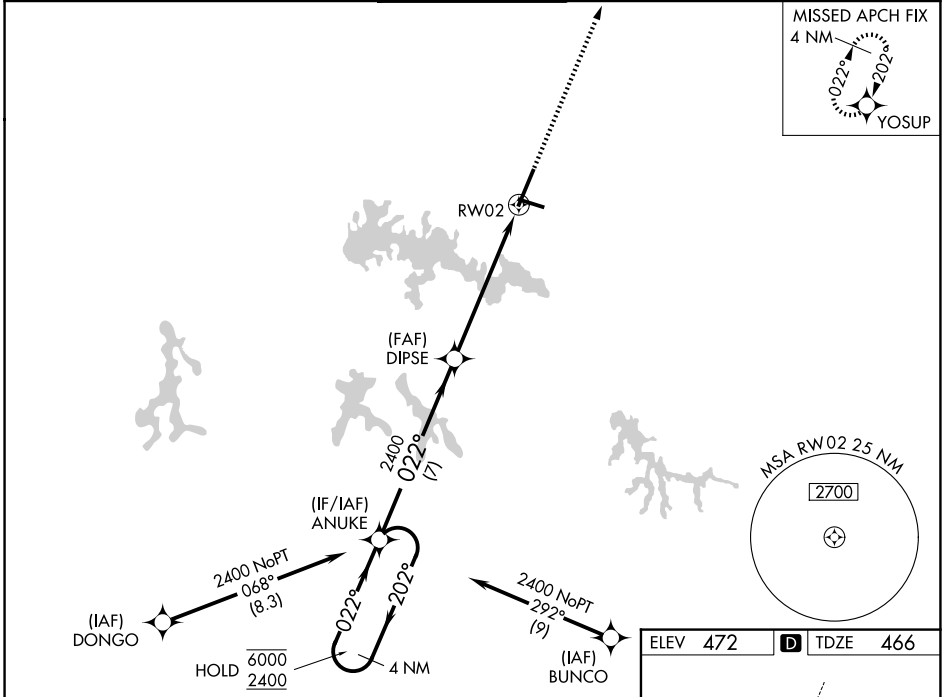 MISSED APCH FIX
4 NM
022°
202°
YOSUP
RW02
(FAF)
DIPSE
2400
022°
(7)
(IF/IAF)
ANUKE
2400 NoPT
068°
(8.3)
(IAF)
DONGO
022°
202°
HOLD
6000
2400
4 NM
2400 NoPT
292°
(9)
(IAF)
BUNCO
MSA RW02 25 NM
2700
ELEV 472 D TDZE 466